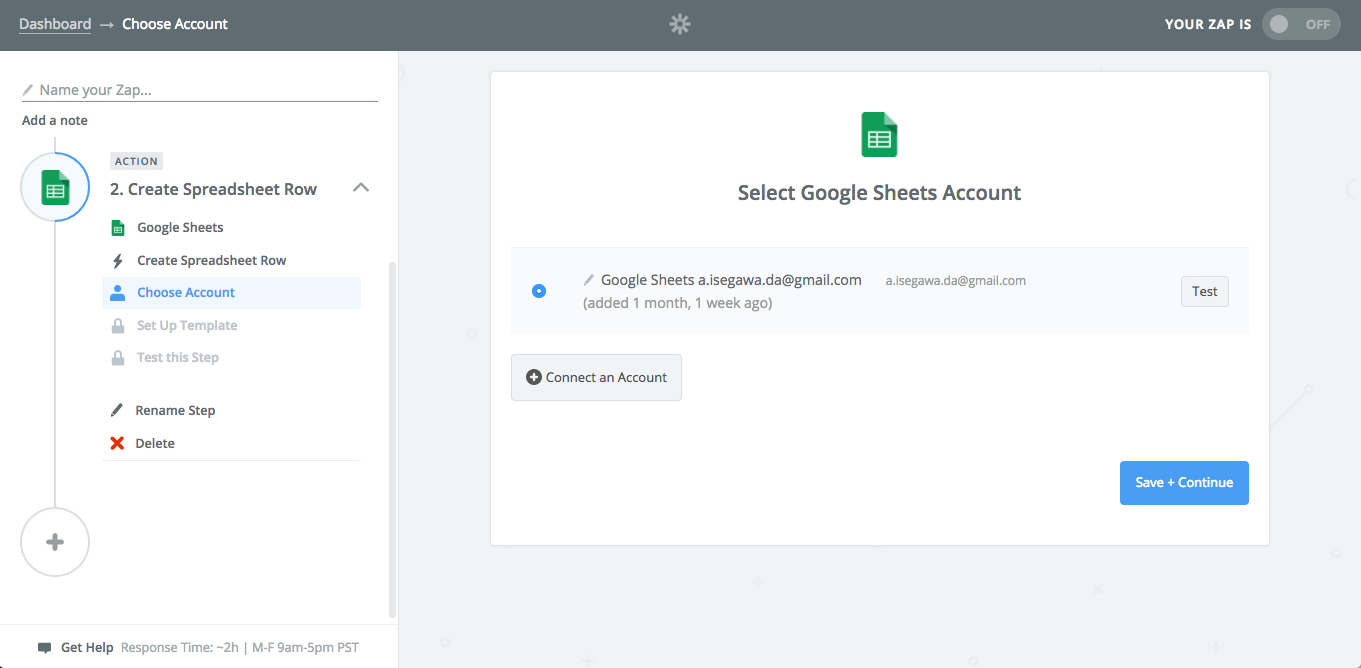 Dashboard → Choose Account
YOUR ZAP IS OFF
Name your Zap...
Add a note
ACTION
2. Create Spreadsheet Row
Google Sheets
Create Spreadsheet Row
Choose Account
Set Up Template
Test this Step
Rename Step
Delete
Get Help Response Time: ~2h | M-F 9am-5pm PST
Select Google Sheets Account
Google Sheets a.isegawa.da@gmail.com a.isegawa.da@gmail.com
(added 1 month, 1 week ago)
Test
Connect an Account
Save + Continue